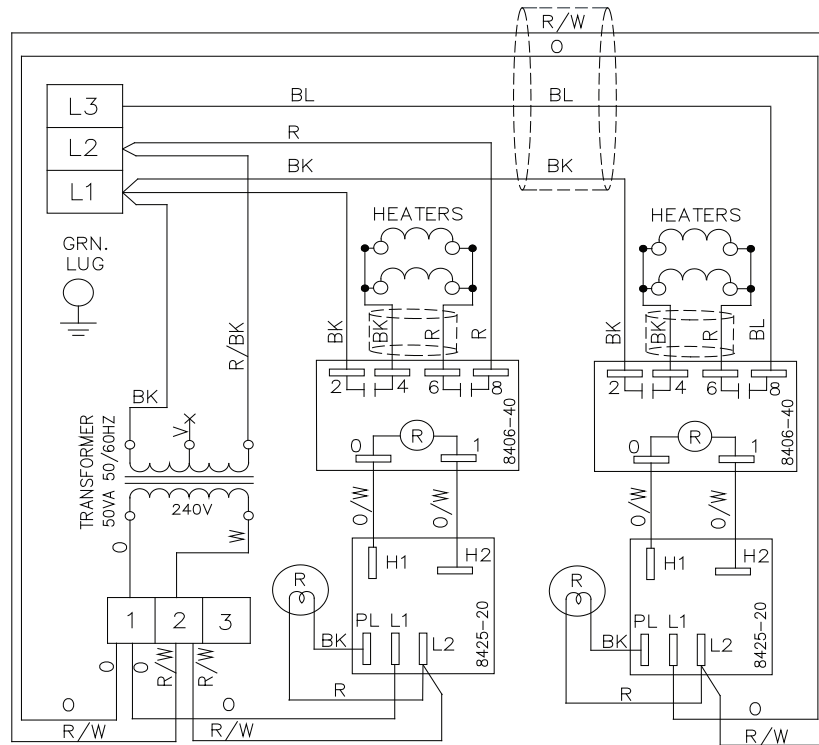 R/W
O
L3
BL
BL
L2
R
L1
BK
BK
HEATERS
HEATERS
GRN.
LUG
BK
BK
R
R
BK
BK
R
BL
R/BK
2
4
6
8
2
4
6
8
BK
V
R
R
0
1
0
1
8406-40
8406-40
TRANSFORMER
50VA 50/60HZ
240V
O/W
O/W
O/W
O/W
O
W
H1
H2
H1
H2
R
R
1
2
3
PL
L1
L2
PL
L1
L2
8425-20
8425-20
BK
BK
O
O
R/W
R/W
R
R
O
O
O
R/W
R/W
R/W